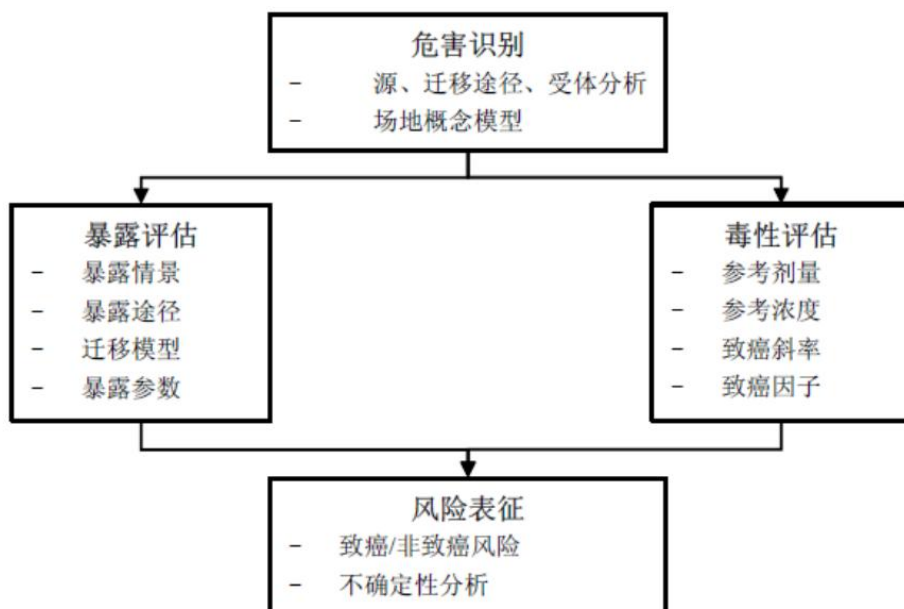 危害识别
- 源、迁移途径、受体分析
- 场地概念模型
暴露评估
- 暴露情景
- 暴露途径
- 迁移模型
- 暴露参数
毒性评估
- 参考剂量
- 参考浓度
- 致癌斜率
- 致癌因子
风险表征
- 致癌/非致癌风险
- 不确定性分析